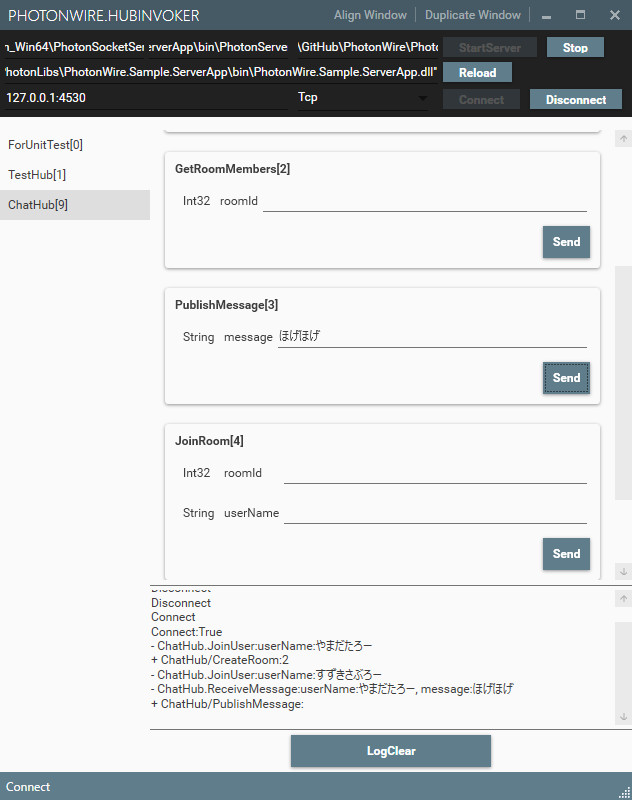 PHOTONWIRE.HUBINVOKER
Align Window
Duplicate Window
n_Win64\PhotonSocketSer
erverApp\bin\PhotonServe
\GitHub\PhotonWire\Photo
StartServer
Stop
PhotonLibs\PhotonWire.Sample.ServerApp\bin\PhotonWire.Sample.ServerApp.dll"
Reload
127.0.0.1:4530
Tcp
Connect
Disconnect
ForUnitTest[0]
TestHub[1]
ChatHub[9]
GetRoomMembers[2]
Int32 roomId
Send
PublishMessage[3]
String message ほげほげ
Send
JoinRoom[4]
Int32 roomId
String userName
Send
Disconnect
Disconnect
Connect
Connect:True
- ChatHub.JoinUser:userName:やまだたろー
+ ChatHub/CreateRoom:2
- ChatHub.JoinUser:userName:すずきさぶろー
- ChatHub.ReceiveMessage:userName:やまだたろー, message:ほげほげ
+ ChatHub/PublishMessage:
LogClear
Connect